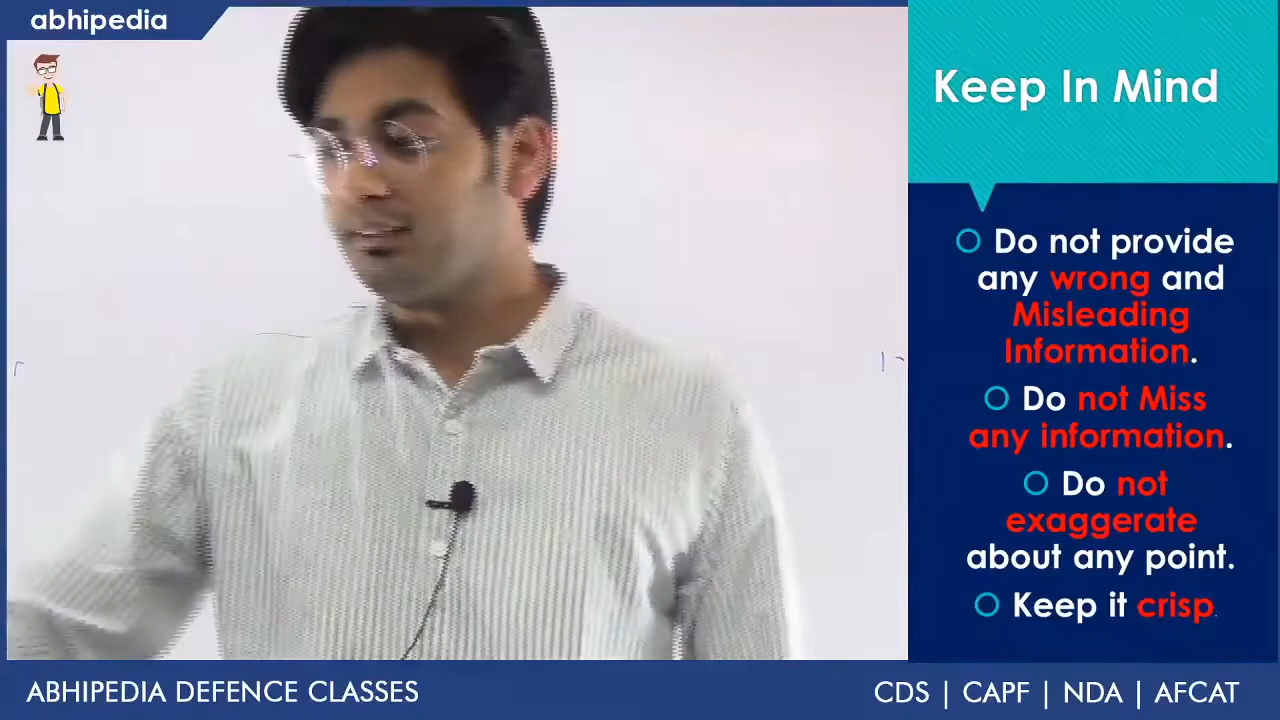 abhipedia
Keep In Mind
Do not provide
any wrong and
Misleading
Information.
Do not Miss
any information.
Do not
exaggerate
about any point.
Keep it crisp.
ABHIPEDIA DEFENCE CLASSES
CDS | CAPF | NDA | AFCAT